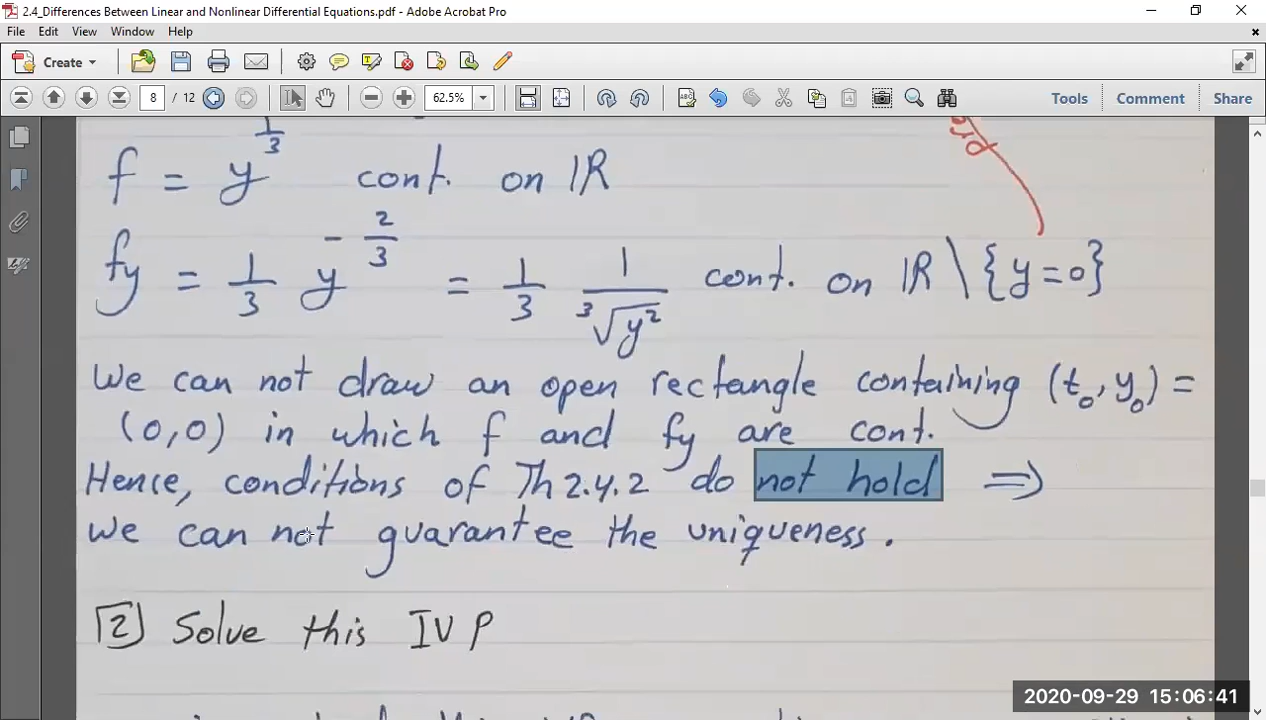 2.4_Differences Between Linear and Nonlinear Differential Equations.pdf - Adobe Acrobat Pro
File Edit View Window Help
Create
8 / 12 62.5% Tools Comment Share
f = y^{1/3} cont. on ℝ
fy = 1/3 y^{-2/3} = 1/3 1/∛y² cont. on ℝ \ {y=0}
We can not draw an open rectangle containing (t₀, y₀) =
(0,0) in which f and fy are cont.
Hence, conditions of Th 2.4.2 do not hold ⇒
we can not guarantee the uniqueness.
2 Solve this IVP
2020-09-29 15:06:41